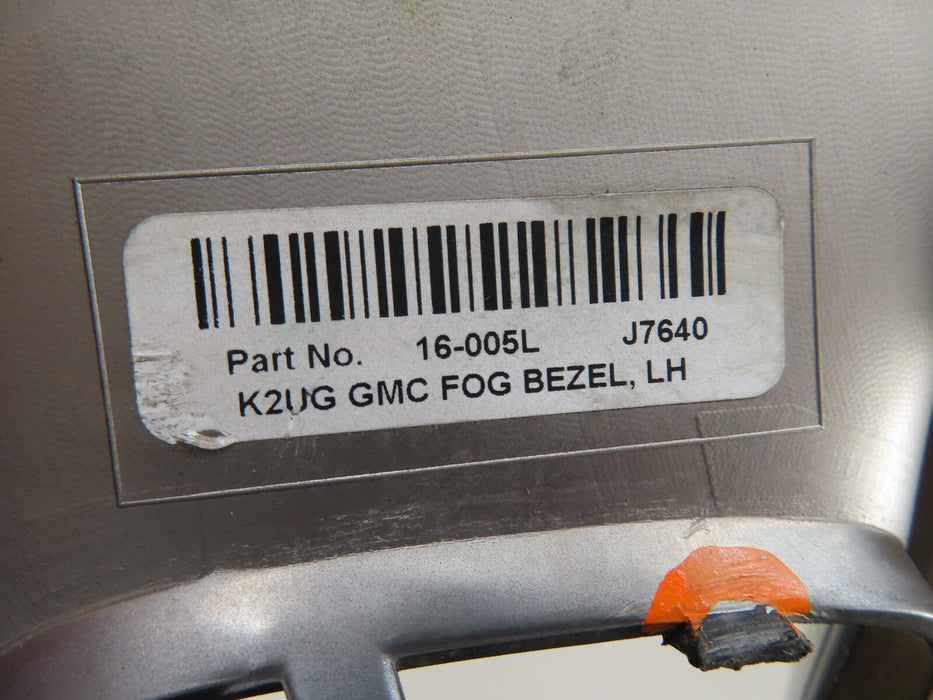 Part No. 16-005L J7640
K2UG GMC FOG BEZEL, LH